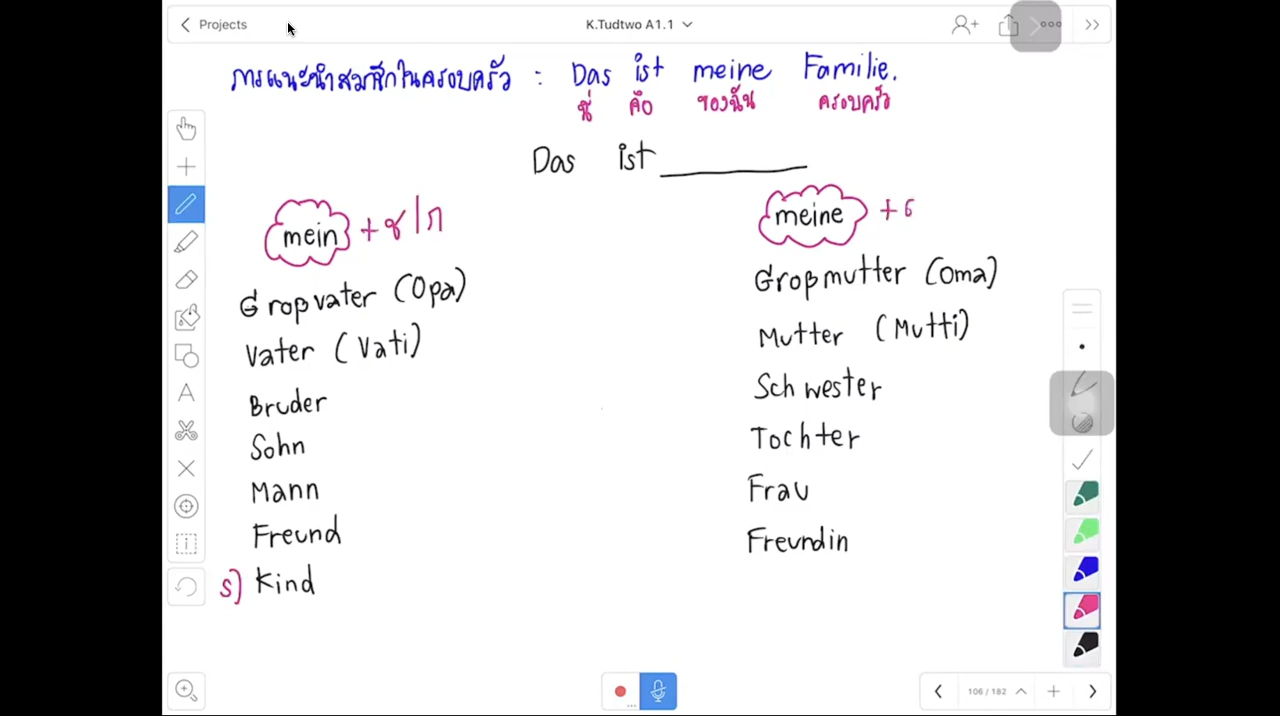 Projects
K.Tudtwo A1.1
การแนะนำสมาชิกในครอบครัว : Das ist meine Familie.
นี่ คือ ของฉัน ครอบครัว
Das ist
mein + ช/ก
meine +
Großvater (Opa)
Großmutter (Oma)
Vater (Vati)
Mutter (Mutti)
Bruder
Schwester
Sohn
Tochter
Mann
Frau
Freund
Freundin
s) Kind
106 / 182